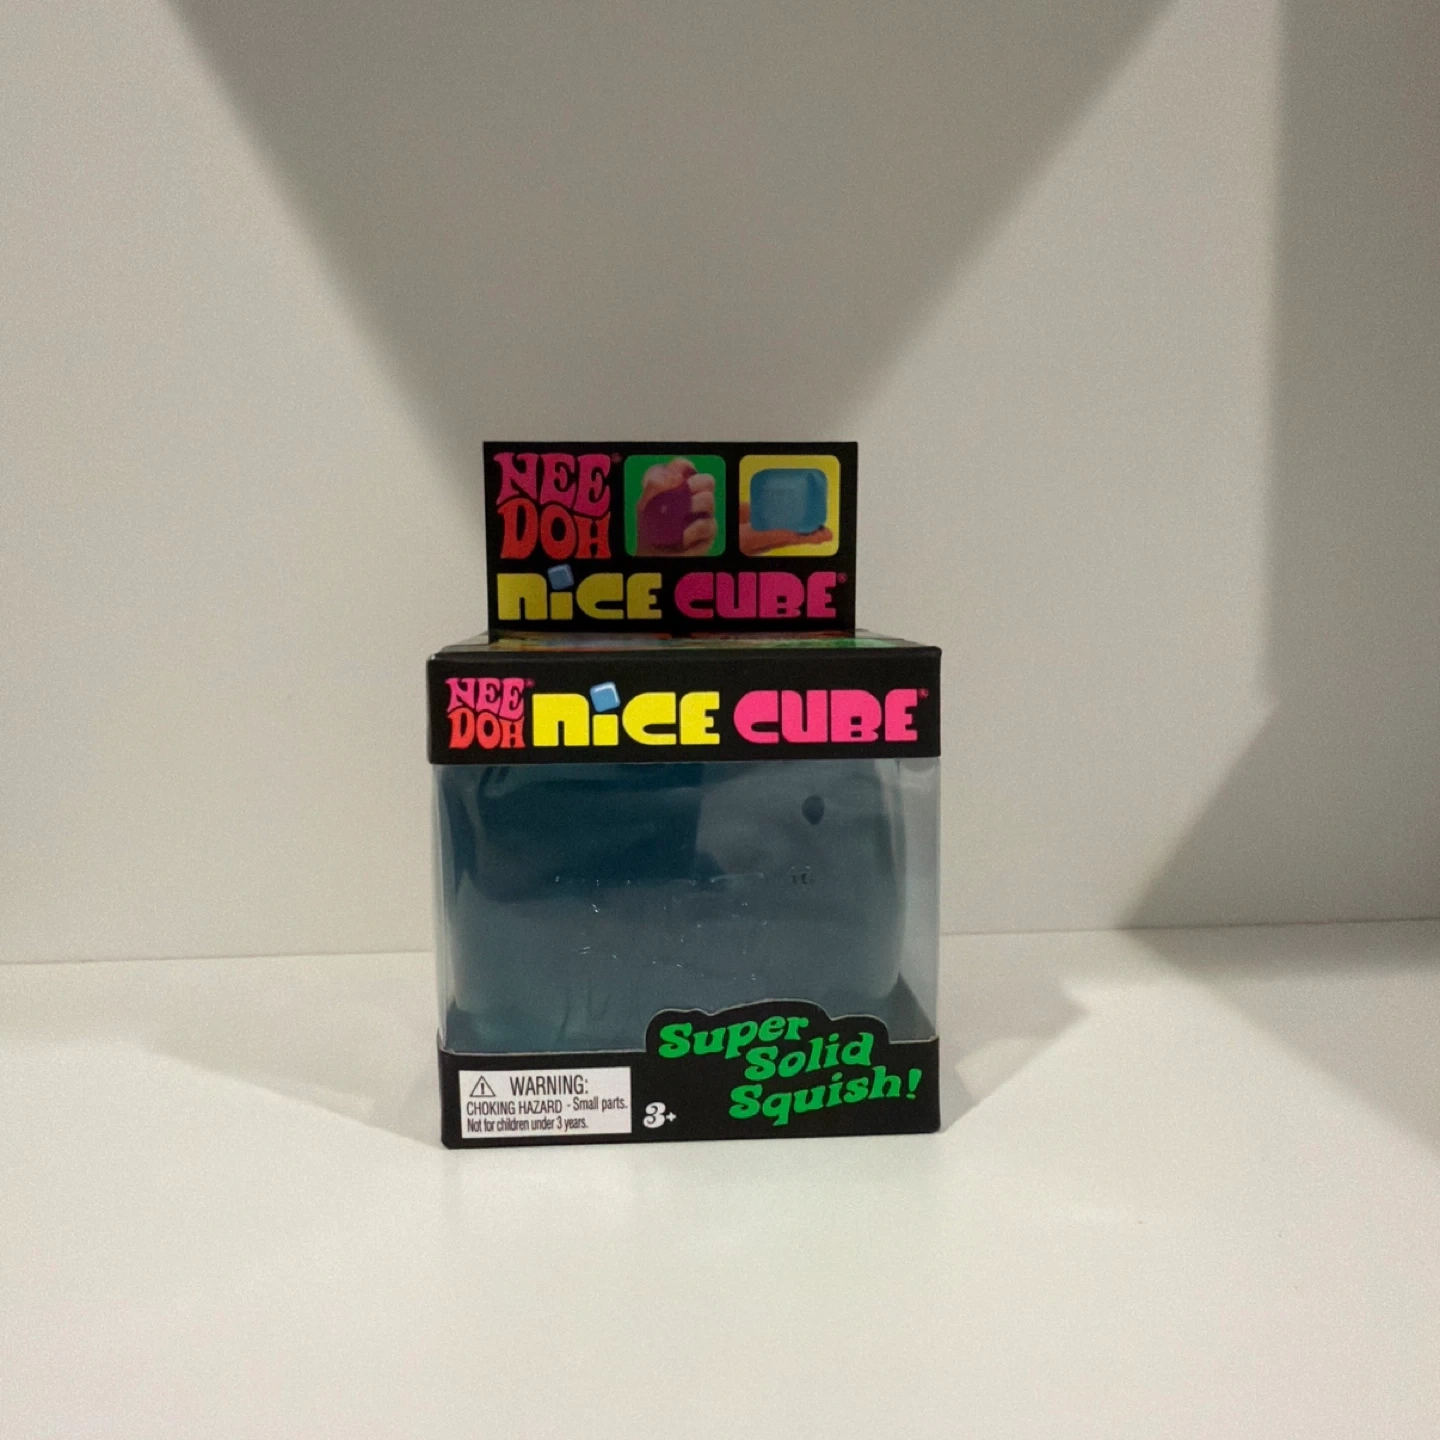 NEE
DOH®
NiCE CUBE®
NEE
DOH®
NiCE CUBE®
Super
Solid
Squish!
⚠ WARNING:
CHOKING HAZARD - Small parts.
Not for children under 3 years.
3+